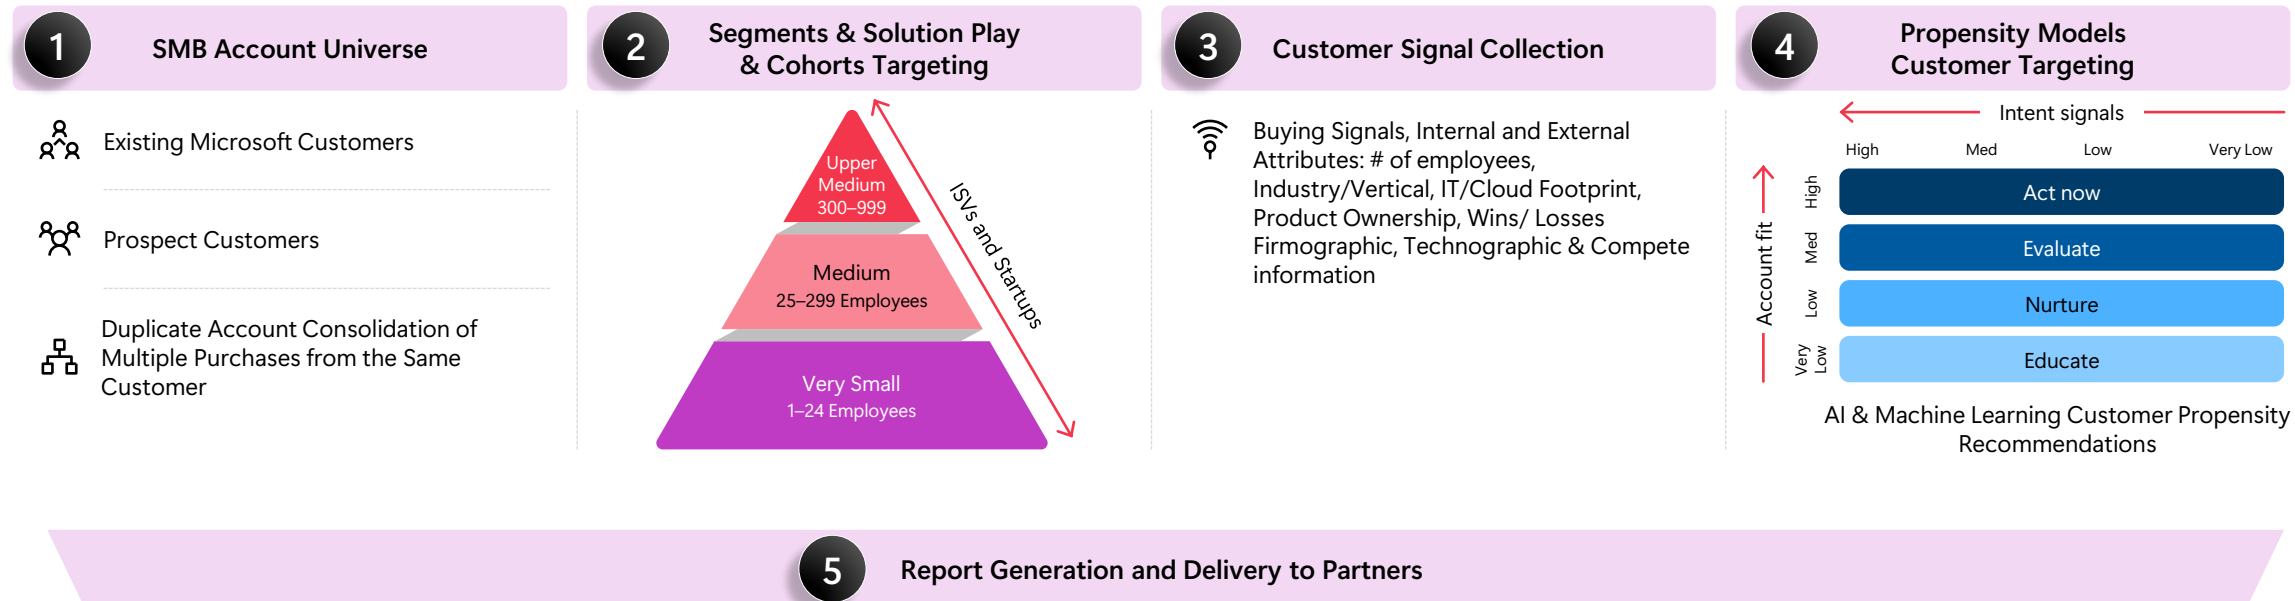 1
SMB Account Universe
Existing Microsoft Customers
Prospect Customers
Duplicate Account Consolidation of
Multiple Purchases from the Same
Customer
2
Segments & Solution Play
& Cohorts Targeting
Upper
Medium
300–999
Medium
25–299 Employees
Very Small
1–24 Employees
ISVs and Startups
3
Customer Signal Collection
Buying Signals, Internal and External
Attributes: # of employees,
Industry/Vertical, IT/Cloud Footprint,
Product Ownership, Wins/ Losses
Firmographic, Technographic & Compete
information
4
Propensity Models
Customer Targeting
Intent signals
High Med Low Very Low
Account fit
High
Act now
Med
Evaluate
Low
Nurture
Very
Low
Educate
AI & Machine Learning Customer Propensity
Recommendations
5
Report Generation and Delivery to Partners